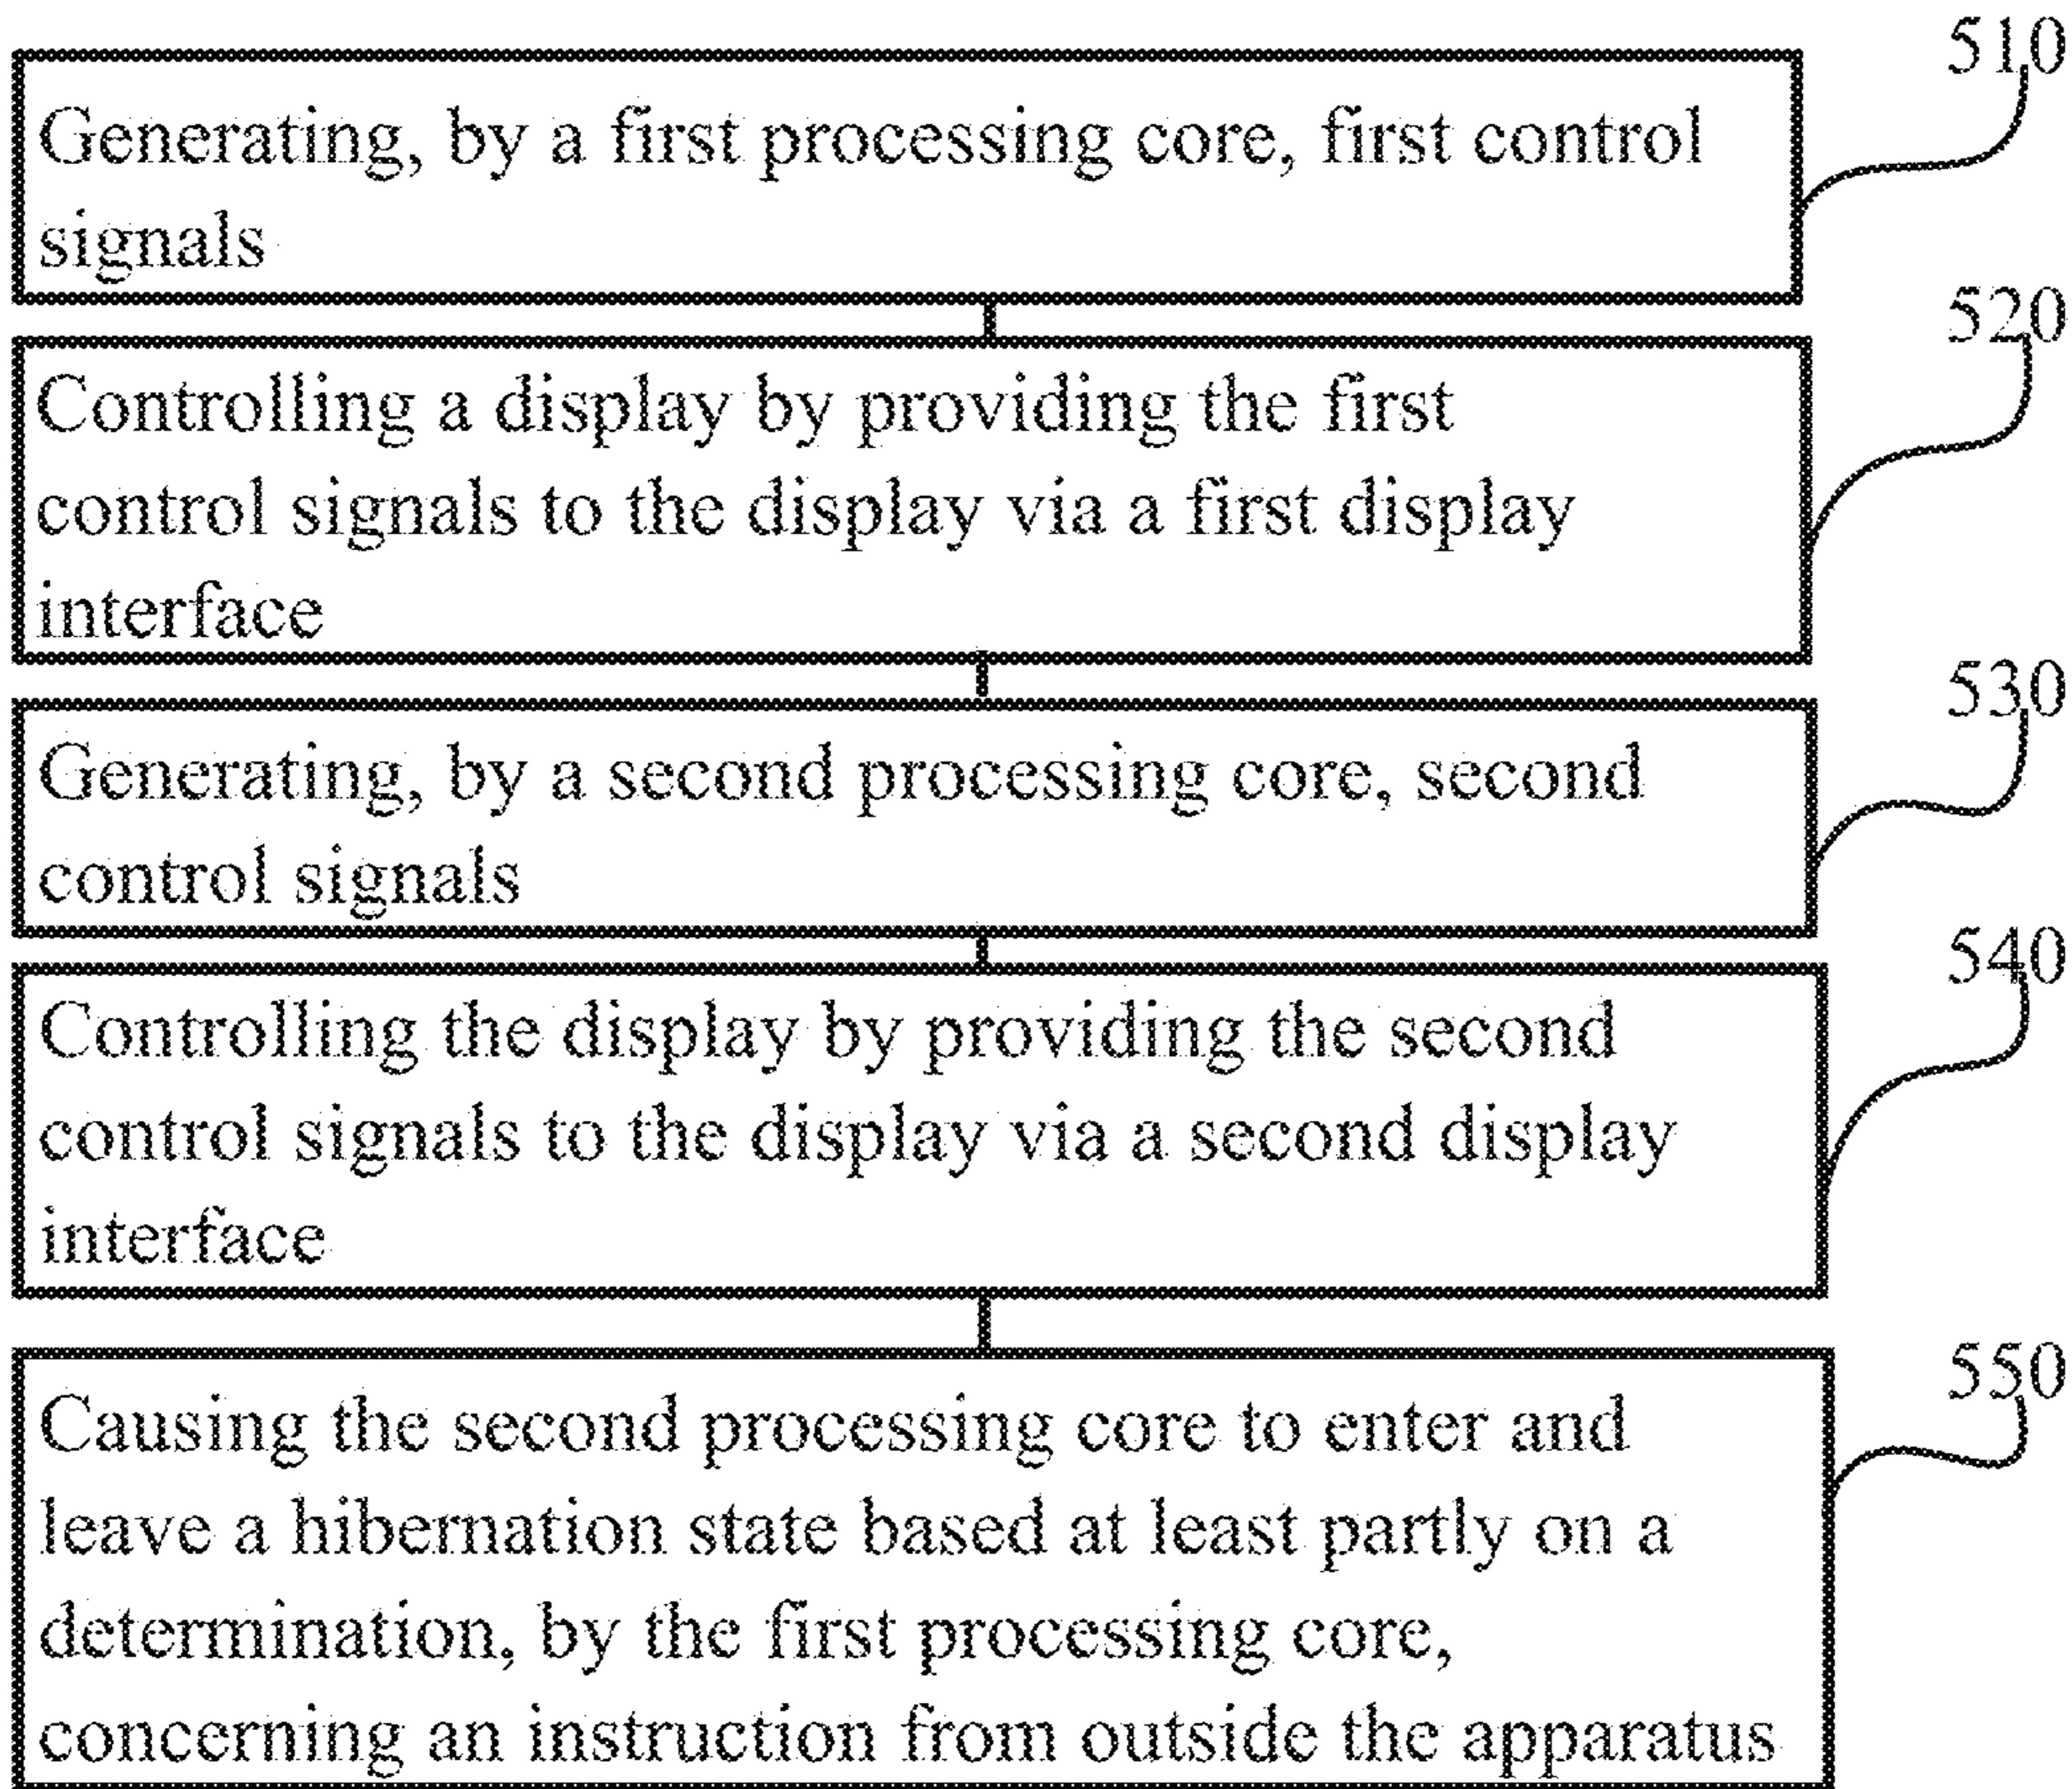 510
Generating, by a first processing core, first control
signals
520
Controlling a display by providing the first
control signals to the display via a first display
interface
530
Generating, by a second processing core, second
control signals
540
Controlling the display by providing the second
control signals to the display via a second display
interface
550
Causing the second processing core to enter and
leave a hibernation state based at least partly on a
determination, by the first processing core,
concerning an instruction from outside the apparatus